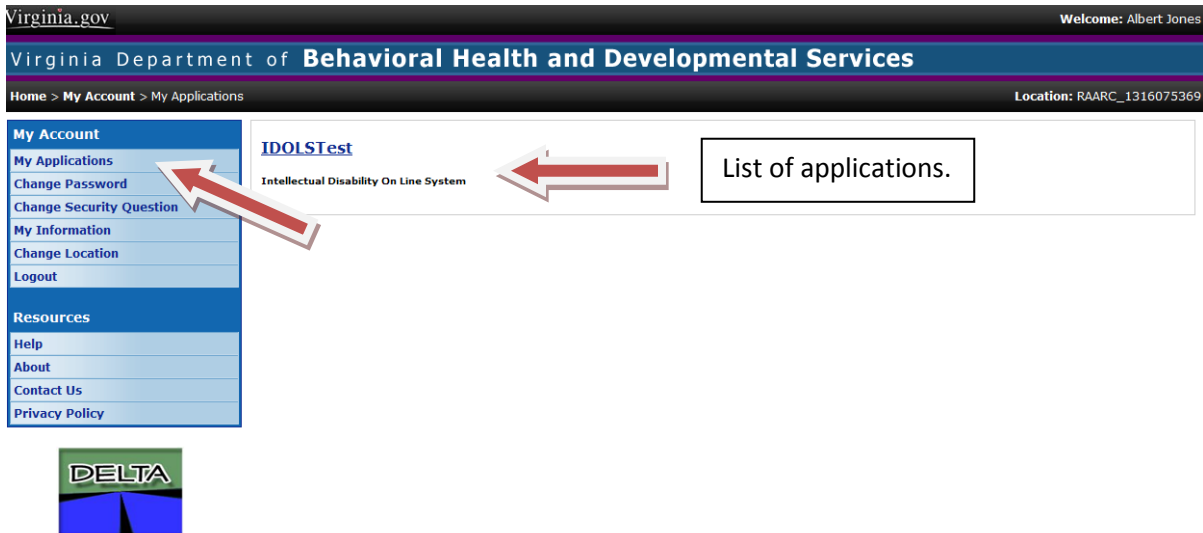 Virginia.gov
Welcome: Albert Jones
Virginia Department of Behavioral Health and Developmental Services
Home > My Account > My Applications
Location: RAARC_1316075369
My Account
My Applications
Change Password
Change Security Question
My Information
Change Location
Logout
Resources
Help
About
Contact Us
Privacy Policy
IDOLSTest
Intellectual Disability On Line System
List of applications.
DELTA